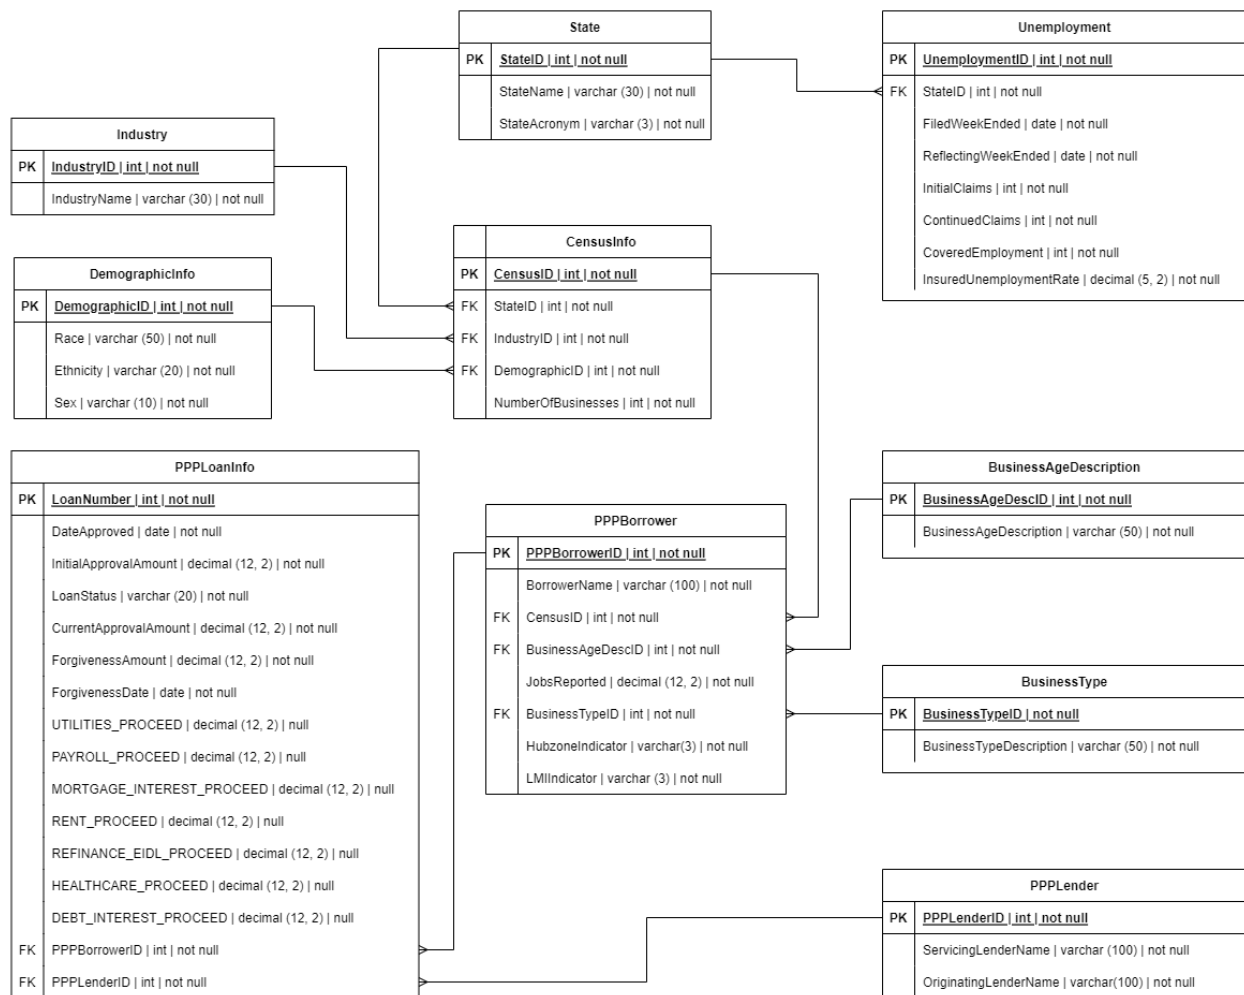 State
PK StateID | int | not null
StateName | varchar (30) | not null
StateAcronym | varchar (3) | not null
Unemployment
PK UnemploymentID | int | not null
FK StateID | int | not null
FiledWeekEnded | date | not null
ReflectingWeekEnded | date | not null
InitialClaims | int | not null
ContinuedClaims | int | not null
CoveredEmployment | int | not null
InsuredUnemploymentRate | decimal (5, 2) | not null
Industry
PK IndustryID | int | not null
IndustryName | varchar (30) | not null
DemographicInfo
PK DemographicID | int | not null
Race | varchar (50) | not null
Ethnicity | varchar (20) | not null
Sex | varchar (10) | not null
CensusInfo
PK CensusID | int | not null
FK StateID | int | not null
FK IndustryID | int | not null
FK DemographicID | int | not null
NumberOfBusinesses | int | not null
PPPLoanInfo
PK LoanNumber | int | not null
DateApproved | date | not null
InitialApprovalAmount | decimal (12, 2) | not null
LoanStatus | varchar (20) | not null
CurrentApprovalAmount | decimal (12, 2) | not null
ForgivenessAmount | decimal (12, 2) | not null
ForgivenessDate | date | not null
UTILITIES_PROCEED | decimal (12, 2) | null
PAYROLL_PROCEED | decimal (12, 2) | null
MORTGAGE_INTEREST_PROCEED | decimal (12, 2) | null
RENT_PROCEED | decimal (12, 2) | null
REFINANCE_EIDL_PROCEED | decimal (12, 2) | null
HEALTHCARE_PROCEED | decimal (12, 2) | null
DEBT_INTEREST_PROCEED | decimal (12, 2) | null
FK PPPBorrowerID | int | not null
FK PPPLenderID | int | not null
PPPBorrower
PK PPPBorrowerID | int | not null
BorrowerName | varchar (100) | not null
FK CensusID | int | not null
FK BusinessAgeDescID | int | not null
JobsReported | decimal (12, 2) | not null
FK BusinessTypeID | int | not null
HubzoneIndicator | varchar(3) | not null
LMIIndicator | varchar (3) | not null
BusinessAgeDescription
PK BusinessAgeDescID | int | not null
BusinessAgeDescription | varchar (50) | not null
BusinessType
PK BusinessTypeID | not null
BusinessTypeDescription | varchar (50) | not null
PPPLender
PK PPPLenderID | int | not null
ServicingLenderName | varchar (100) | not null
OriginatingLenderName | varchar(100) | not null